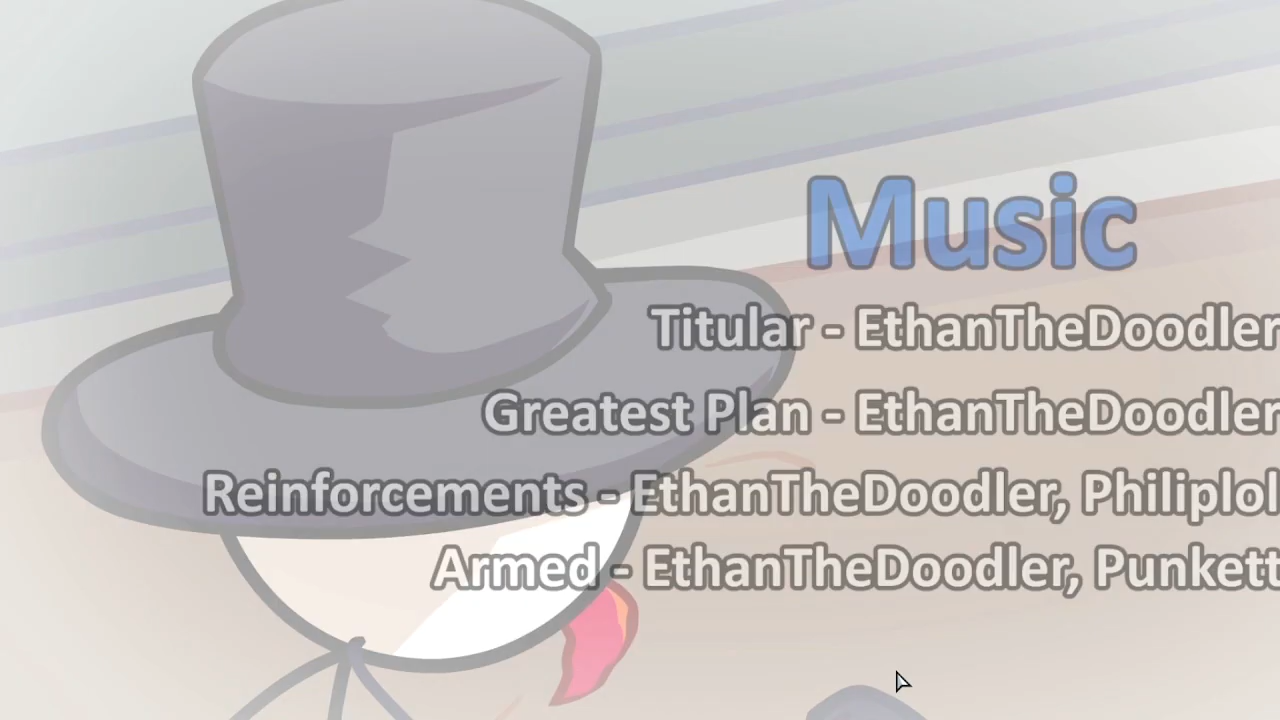 Music
Titular - EthanTheDoodler
Greatest Plan - EthanTheDoodler
Reinforcements - EthanTheDoodler, Philiplol
Armed - EthanTheDoodler, Punkett